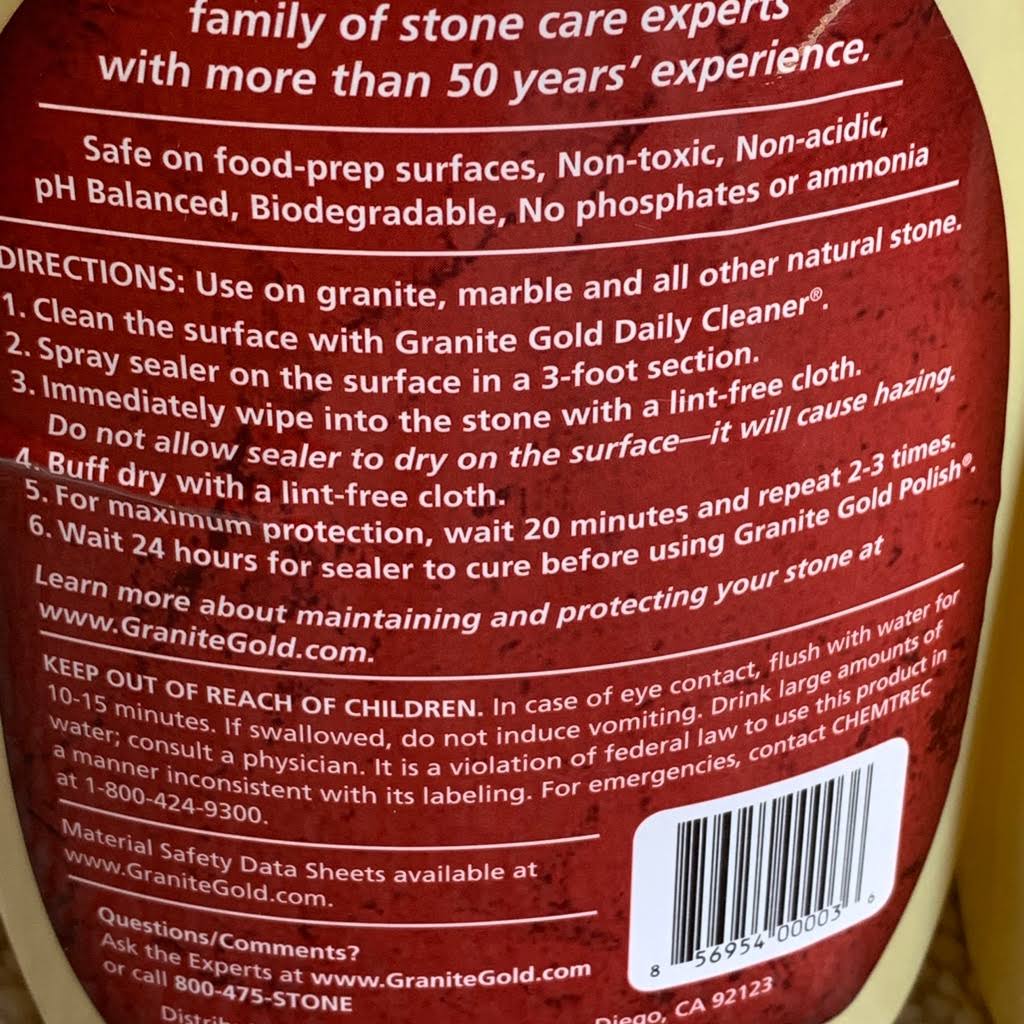 family of stone care experts
with more than 50 years' experience.
Safe on food-prep surfaces, Non-toxic, Non-acidic,
pH Balanced, Biodegradable, No phosphates or ammonia
DIRECTIONS: Use on granite, marble and all other natural stone.
1. Clean the surface with Granite Gold Daily Cleaner®.
2. Spray sealer on the surface in a 3-foot section.
3. Immediately wipe into the stone with a lint-free cloth.
Do not allow sealer to dry on the surface—it will cause hazing.
4. Buff dry with a lint-free cloth.
5. For maximum protection, wait 20 minutes and repeat 2-3 times.
6. Wait 24 hours for sealer to cure before using Granite Gold Polish®.
Learn more about maintaining and protecting your stone at
www.GraniteGold.com.
KEEP OUT OF REACH OF CHILDREN. In case of eye contact, flush with water for
10-15 minutes. If swallowed, do not induce vomiting. Drink large amounts of
water; consult a physician. It is a violation of federal law to use this product in
a manner inconsistent with its labeling. For emergencies, contact CHEMTREC
at 1-800-424-9300.
Material Safety Data Sheets available at
www.GraniteGold.com.
Questions/Comments?
Ask the Experts at www.GraniteGold.com
or call 800-475-STONE
8 56954 00003 6
Diego, CA 92123